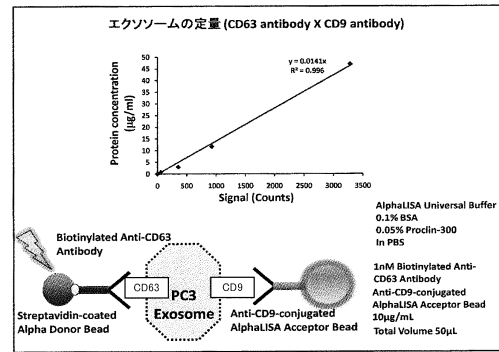 エクソソームの定量 (CD63 antibody X CD9 antibody)
y = 0.0141x
R² = 0.996
Protein concentration
(μg/ml)
50
45
40
35
30
25
20
15
10
5
0
0
500
1000
1500
2000
2500
3000
3500
Signal (Counts)
AlphaLISA Universal Buffer
0.1% BSA
0.05% Proclin-300
In PBS
Biotinylated Anti-CD63
Antibody
CD63
PC3
Exosome
CD9
Streptavidin-coated
Alpha Donor Bead
Anti-CD9-conjugated
AlphaLISA Acceptor Bead
1nM Biotinylated Anti-
CD63 Antibody
Anti-CD9-conjugated
AlphaLISA Acceptor Bead
10μg/mL
Total Volume 50μL